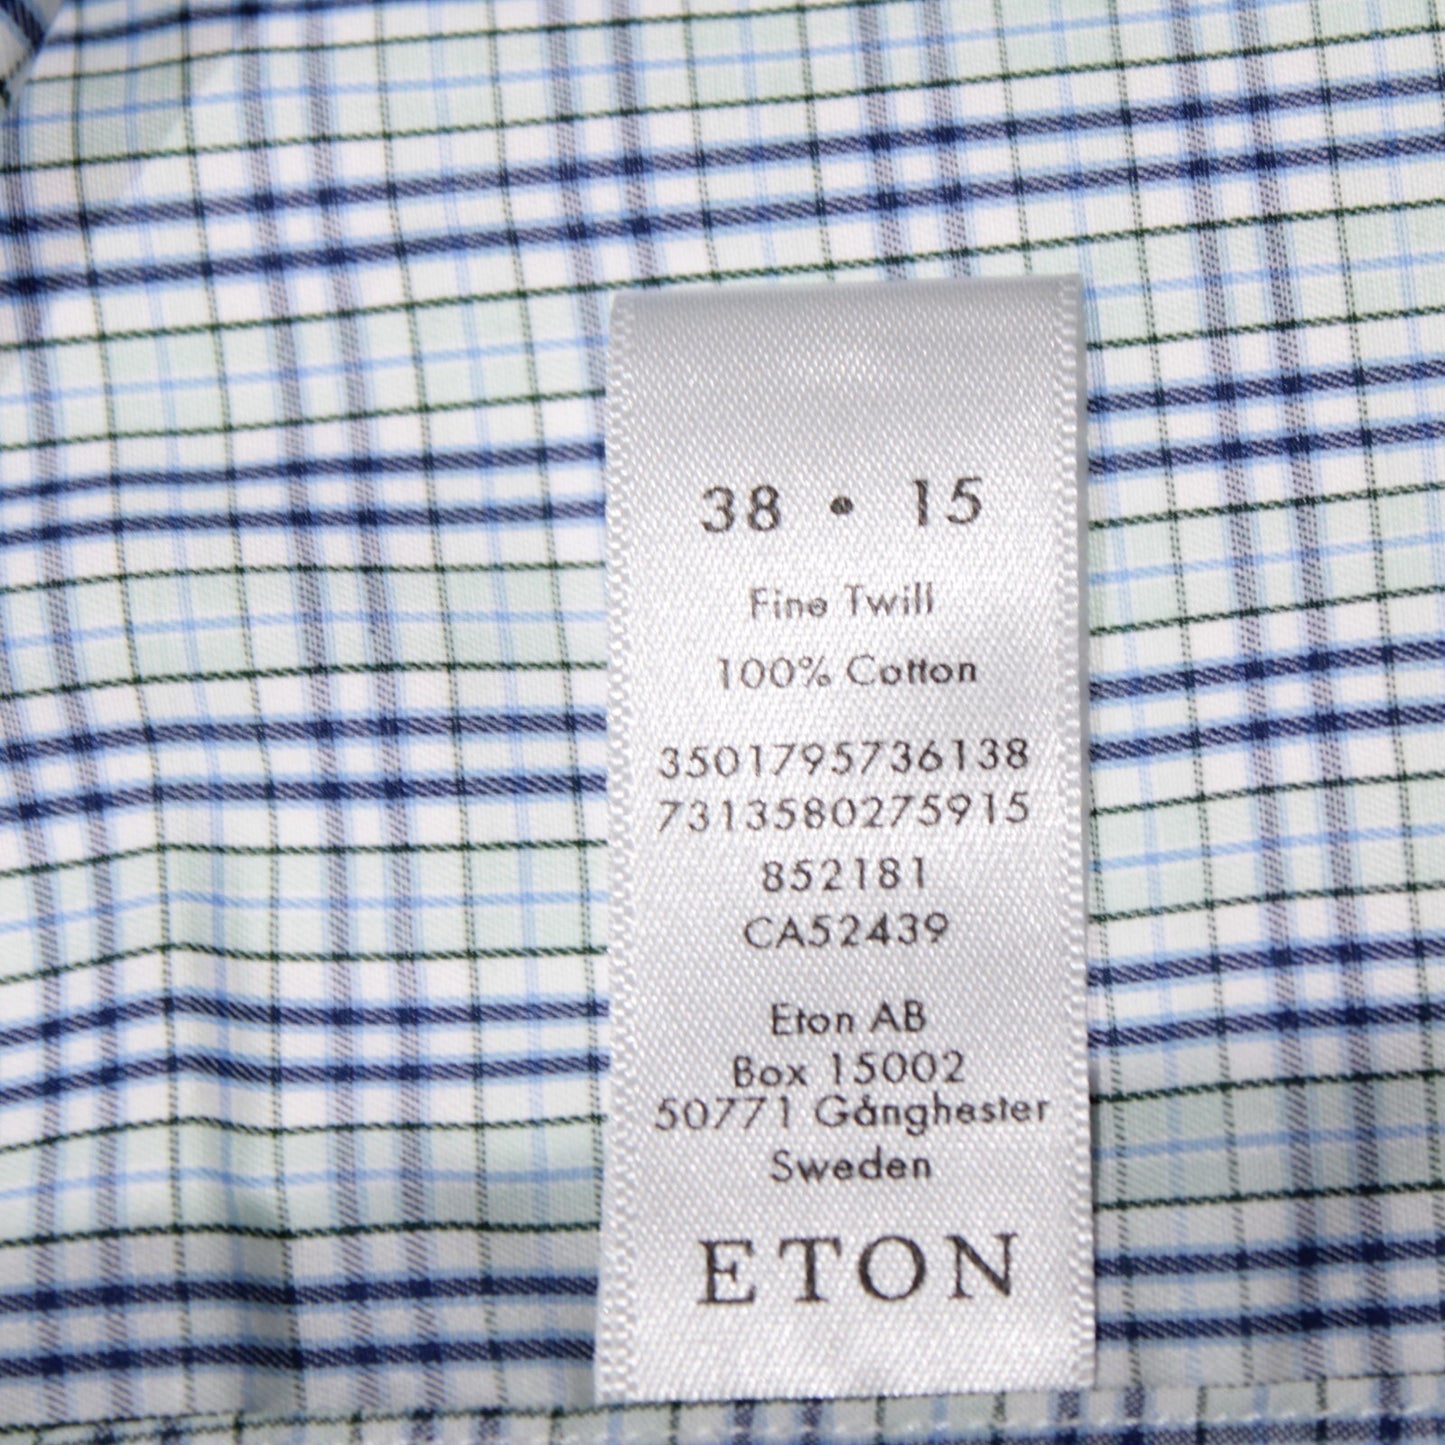 38 • 15
Fine Twill
100% Cotton
3501795736138
7313580275915
852181
CA52439
Eton AB
Box 15002
50771 Gånghester
Sweden
ETON